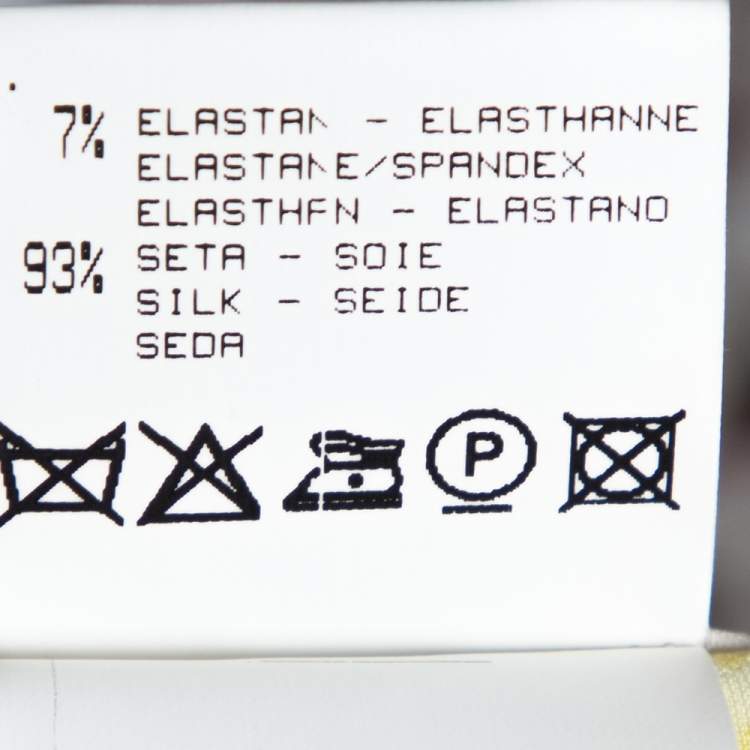 7% ELASTAN - ELASTHANNE
ELASTANE/SPANDEX
ELASTHAN - ELASTANO
93% SETA - SOIE
SILK - SEIDE
SEDA
P